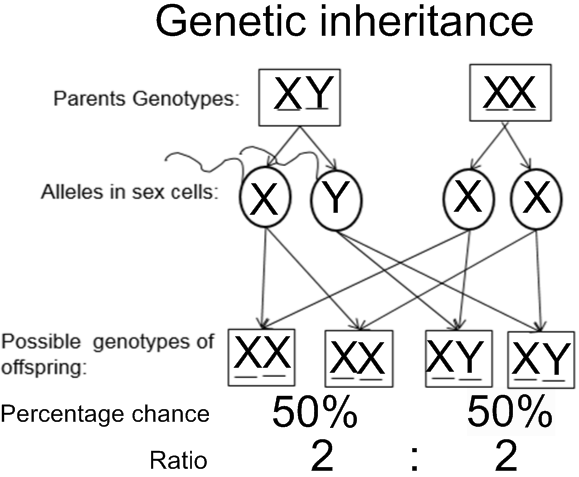 Genetic inheritance
Parents Genotypes: XY XX
Alleles in sex cells: X Y X X
Possible genotypes of
offspring: XX XX XY XY
Percentage chance 50% 50%
Ratio 2 : 2